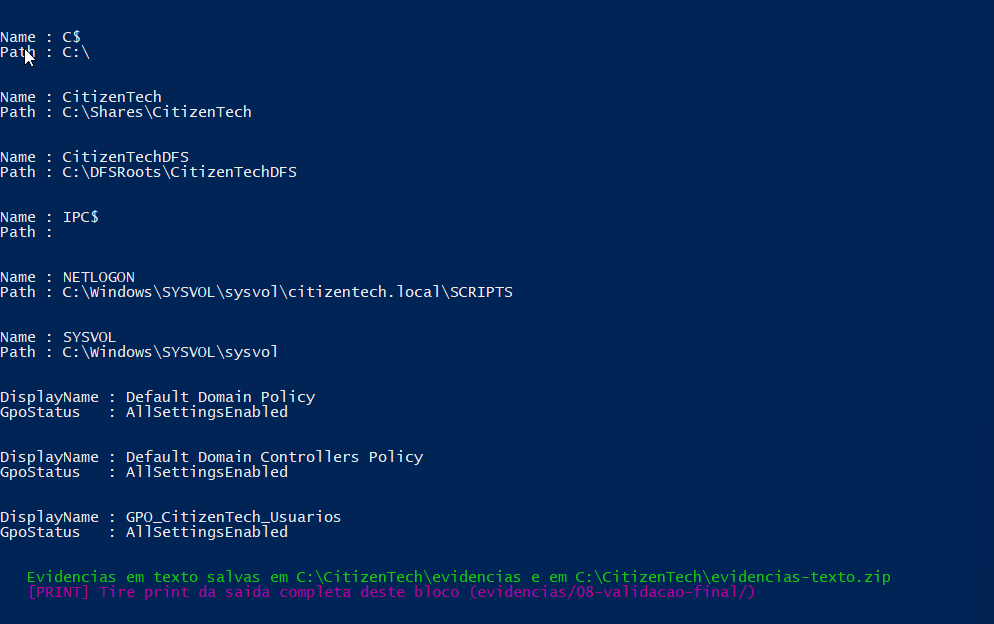 Name : C$
Path : C:\
Name : CitizenTech
Path : C:\Shares\CitizenTech
Name : CitizenTechDFS
Path : C:\DFSRoots\CitizenTechDFS
Name : IPC$
Path :
Name : NETLOGON
Path : C:\Windows\SYSVOL\sysvol\citizentech.local\SCRIPTS
Name : SYSVOL
Path : C:\Windows\SYSVOL\sysvol
DisplayName : Default Domain Policy
GpoStatus   : AllSettingsEnabled
DisplayName : Default Domain Controllers Policy
GpoStatus   : AllSettingsEnabled
DisplayName : GPO_CitizenTech_Usuarios
GpoStatus   : AllSettingsEnabled
Evidencias em texto salvas em C:\CitizenTech\evidencias e em C:\CitizenTech\evidencias-texto.zip
[PRINT] Tire print da saida completa deste bloco (evidencias/08-validacao-final/)